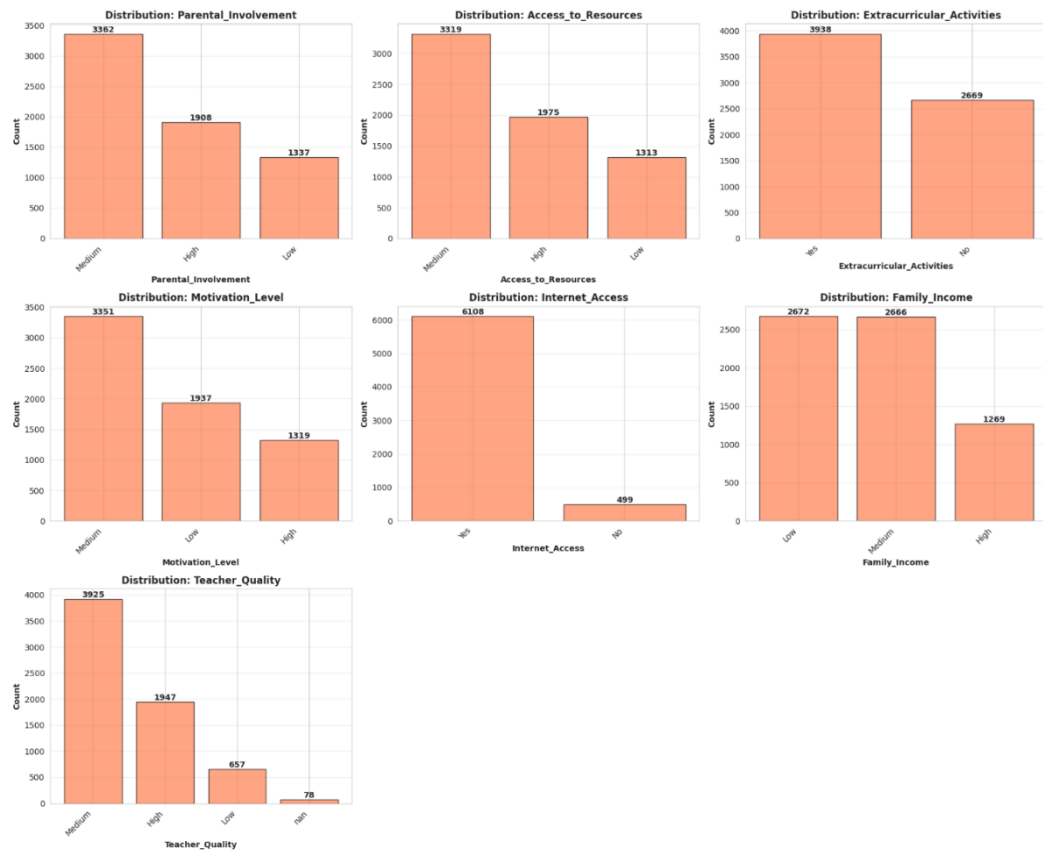 Distribution: Parental_Involvement
3500
3000
2500
2000
1500
1000
500
0
Count
3362
1908
1337
Medium
High
Low
Parental_Involvement
Distribution: Access_to_Resources
3000
2500
2000
1500
1000
500
0
Count
3319
1975
1313
Medium
High
Low
Access_to_Resources
Distribution: Extracurricular_Activities
4000
3500
3000
2500
2000
1500
1000
500
0
Count
3938
2669
Yes
No
Extracurricular_Activities
Distribution: Motivation_Level
3500
3000
2500
2000
1500
1000
500
0
Count
3351
1937
1319
Medium
Low
High
Motivation_Level
Distribution: Internet_Access
6000
5000
4000
3000
2000
1000
0
Count
6108
499
Yes
No
Internet_Access
Distribution: Family_Income
2500
2000
1500
1000
500
0
Count
2672
2666
1269
Low
Medium
High
Family_Income
Distribution: Teacher_Quality
4000
3500
3000
2500
2000
1500
1000
500
0
Count
3925
1947
657
78
Medium
High
Low
nan
Teacher_Quality